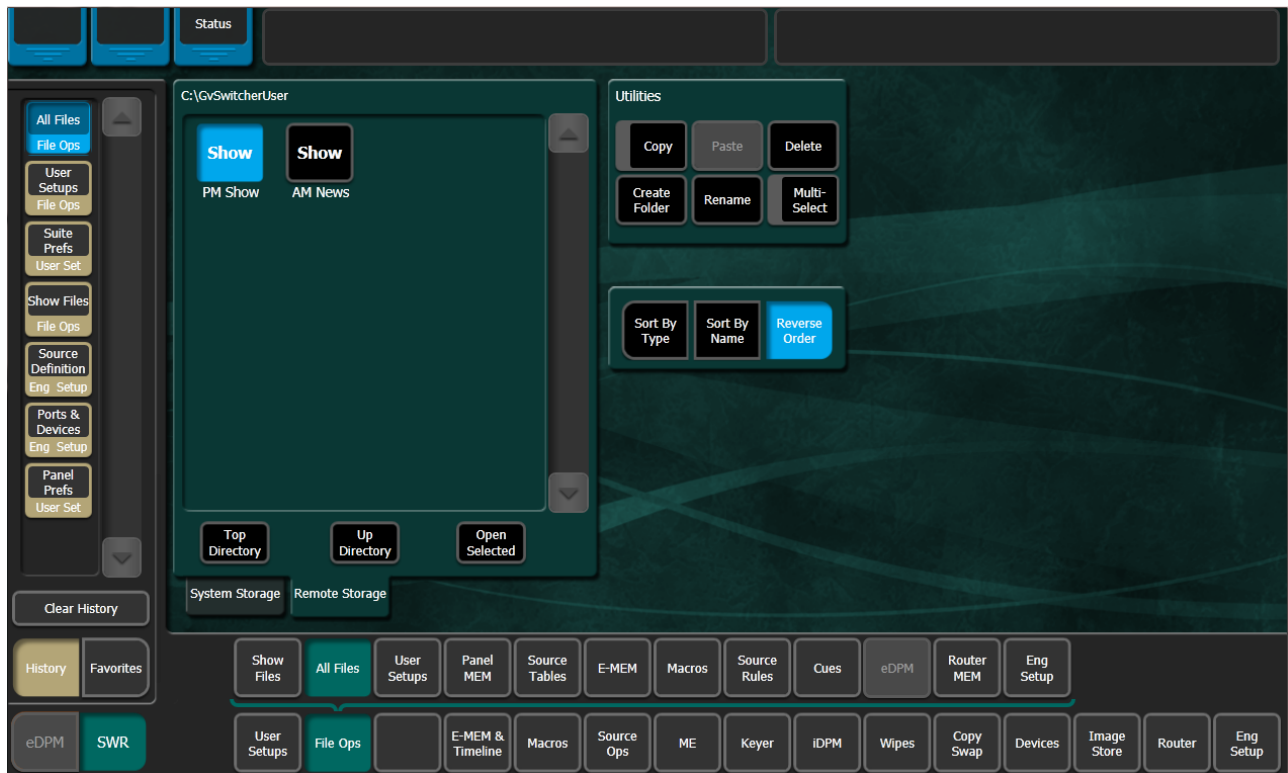 Status
All Files
File Ops
User
Setups
File Ops
Suite
Prefs
User Set
Show Files
File Ops
Source
Definition
Eng Setup
Ports &
Devices
Eng Setup
Panel
Prefs
User Set
Clear History
History
Favorites
eDPM
SWR
C:\GvSwitcherUser
Show
PM Show
Show
AM News
Top
Directory
Up
Directory
Open
Selected
System Storage
Remote Storage
Utilities
Copy
Paste
Delete
Create
Folder
Rename
Multi-
Select
Sort By
Type
Sort By
Name
Reverse
Order
Show
Files
All Files
User
Setups
Panel
MEM
Source
Tables
E-MEM
Macros
Source
Rules
Cues
eDPM
Router
MEM
Eng
Setup
User
Setups
File Ops
E-MEM &
Timeline
Macros
Source
Ops
ME
Keyer
iDPM
Wipes
Copy
Swap
Devices
Image
Store
Router
Eng
Setup